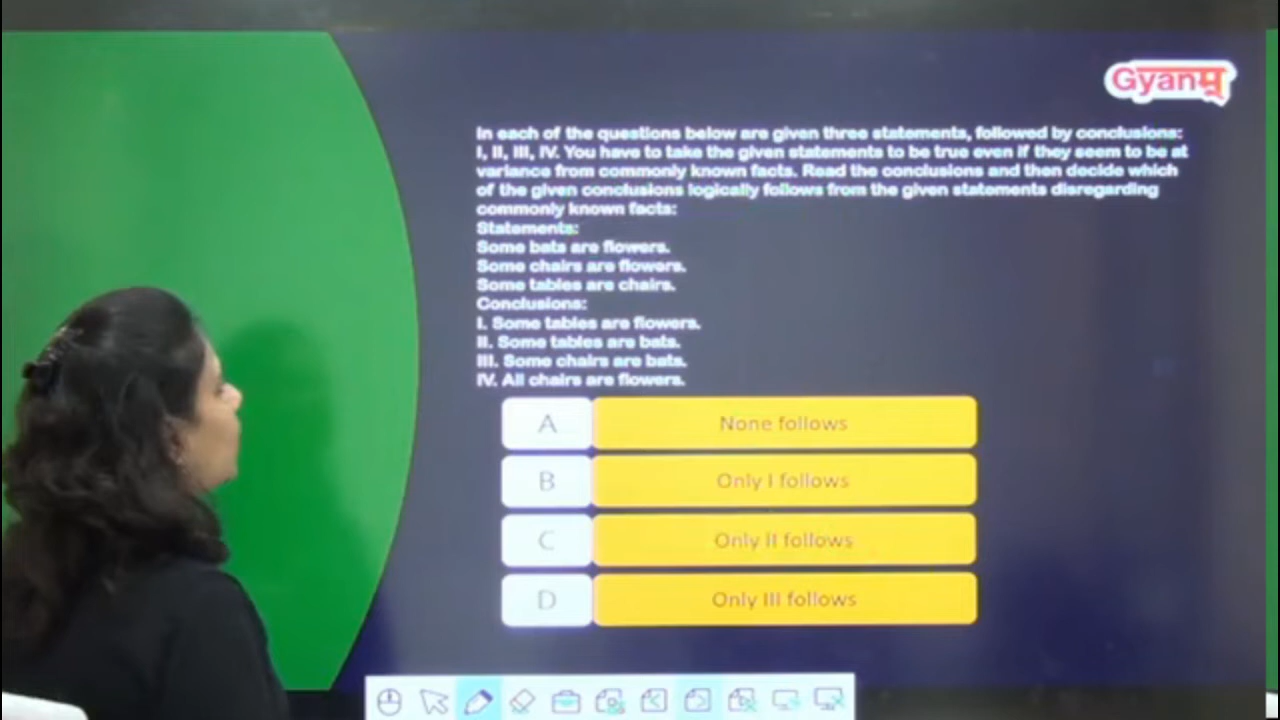 Gyanम्
In each of the questions below are given three statements, followed by conclusions:
I, II, III, IV. You have to take the given statements to be true even if they seem to be at
variance from commonly known facts. Read the conclusions and then decide which
of the given conclusions logically follows from the given statements disregarding
commonly known facts:
Statements:
Some bats are flowers.
Some chairs are flowers.
Some tables are chairs.
Conclusions:
I. Some tables are flowers.
II. Some tables are bats.
III. Some chairs are bats.
IV. All chairs are flowers.
A None follows
B Only I follows
C Only II follows
D Only III follows